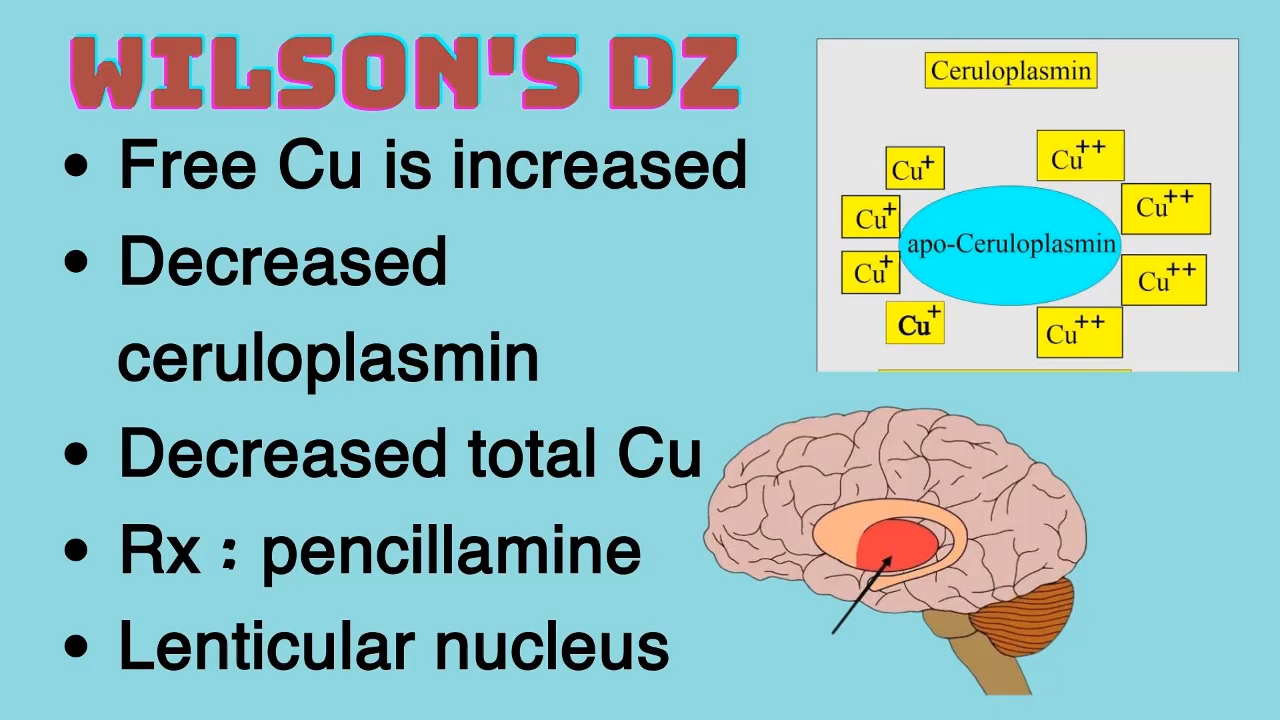 WILSON'S DZ
• Free Cu is increased
• Decreased
ceruloplasmin
• Decreased total Cu
• Rx : pencillamine
• Lenticular nucleus
Ceruloplasmin
Cu+
Cu++
Cu+
Cu++
apo-Ceruloplasmin
Cu+
Cu++
Cu+
Cu++